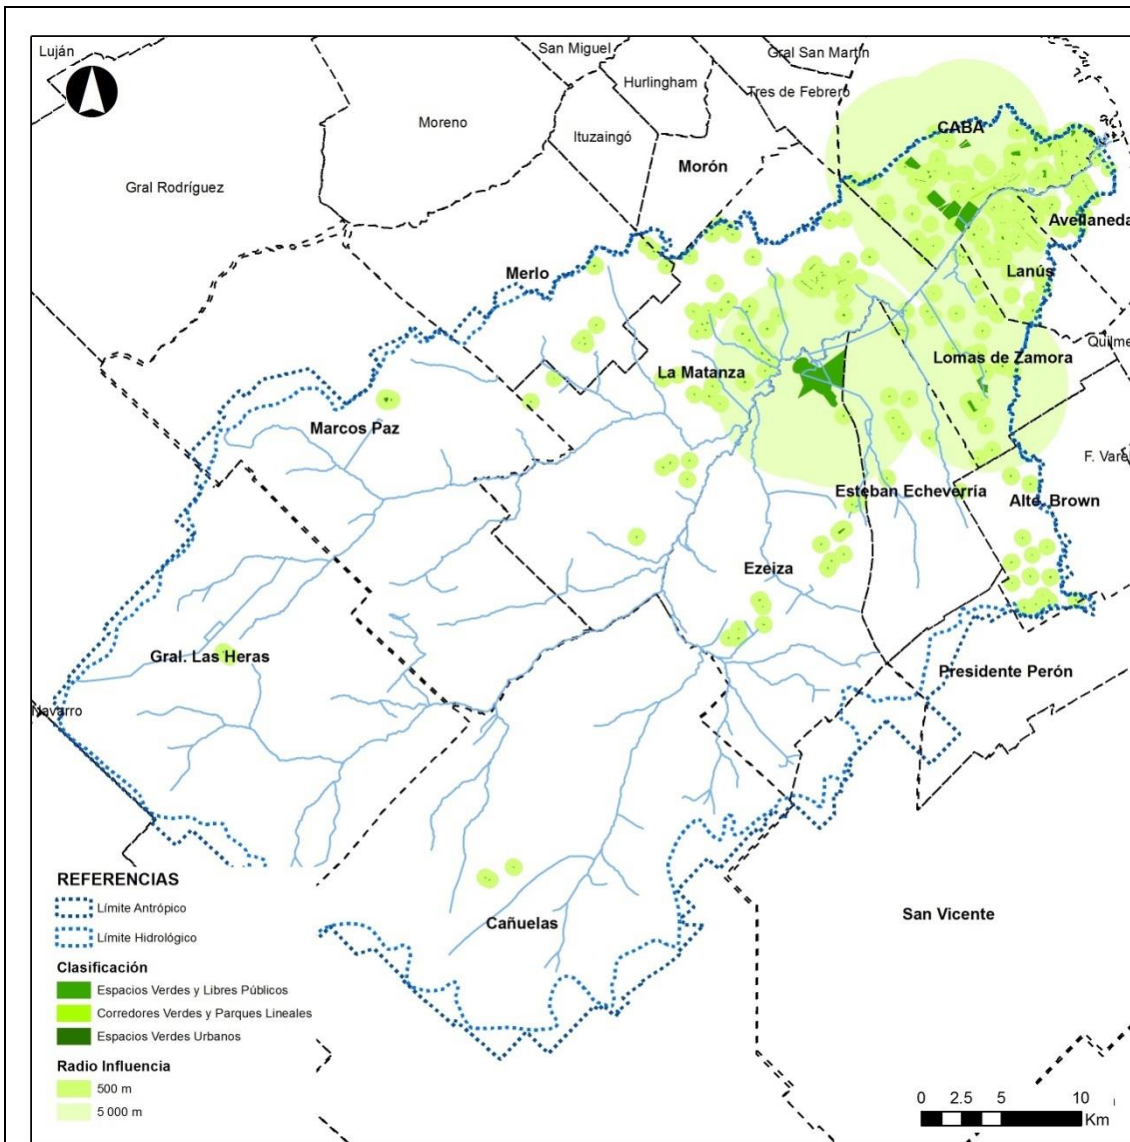 Luján
San Miguel
Gral San Martín
Hurlingham
Tres de Febrero
Moreno
Ituzaingó
CABA
Morón
Gral Rodríguez
Avellaneda
Merlo
Lanús
Quilme
Lomas de Zamora
La Matanza
Marcos Paz
F. Varel
Esteban Echeverría
Alte. Brown
Ezeiza
Gral. Las Heras
Presidente Perón
Navarro
REFERENCIAS
Límite Antrópico
Límite Hidrológico
Clasificación
Espacios Verdes y Libres Públicos
Corredores Verdes y Parques Lineales
Espacios Verdes Urbanos
Radio Influencia
500 m
5 000 m
Cañuelas
San Vicente
0 2.5 5 10
Km